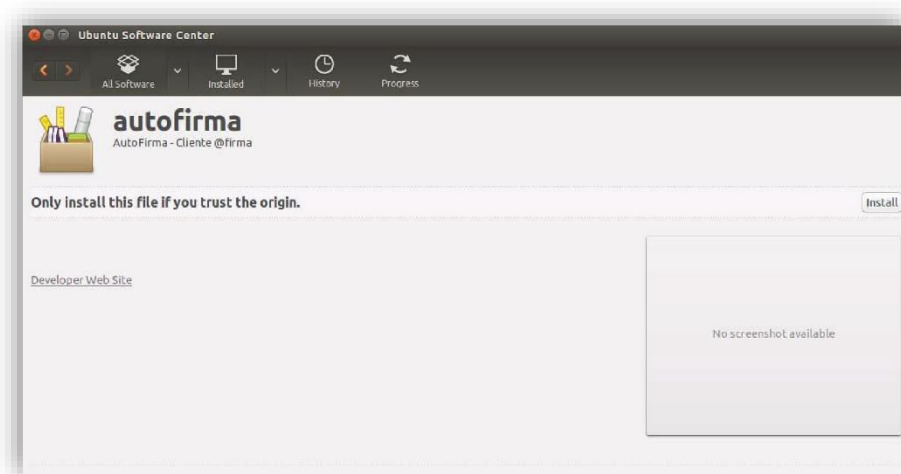 Ubuntu Software Center
All Software
Installed
History
Progress
autofirma
AutoFirma - Cliente @firma
Only install this file if you trust the origin.
Install
Developer Web Site
No screenshot available